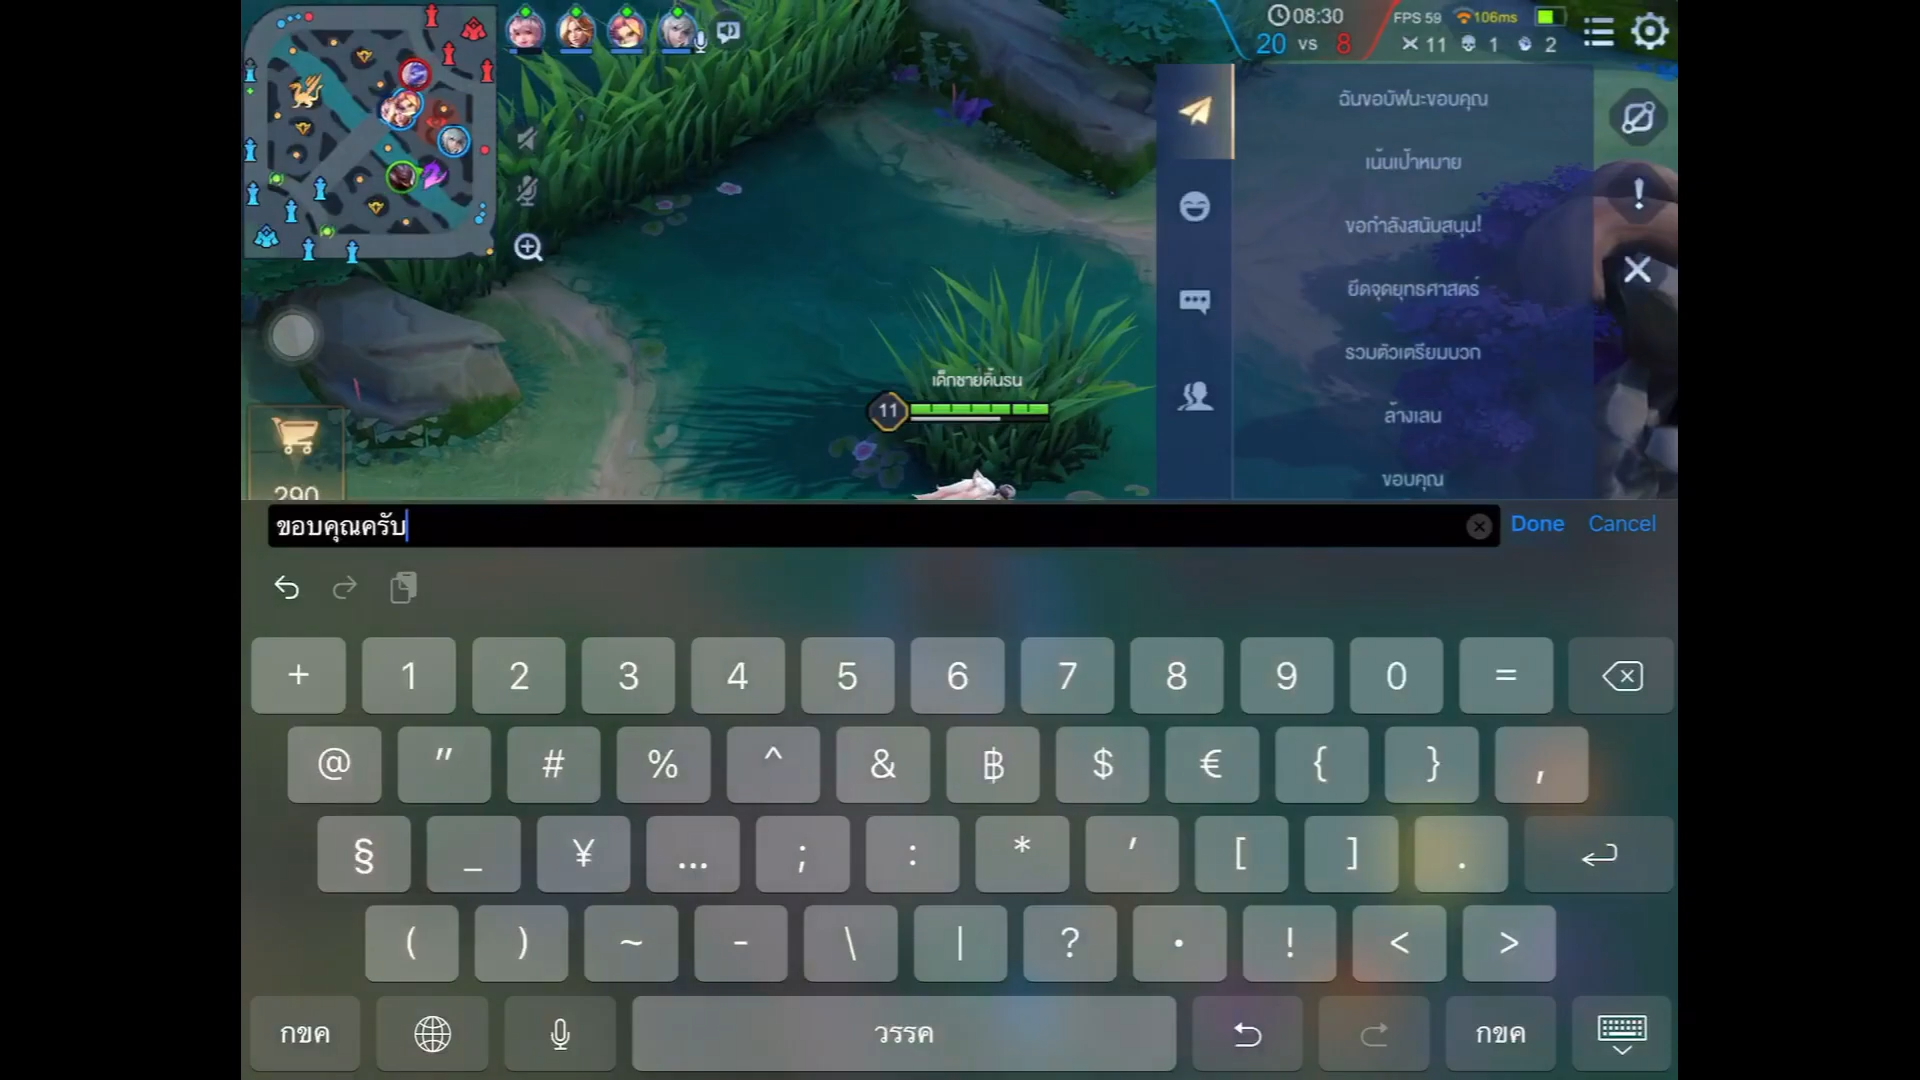 08:30
20 vs 8
FPS 59 106ms
11 1 2
ฉันขอบัฟนะขอบคุณ
เน้นเป้าหมาย
ขอกำลังสนับสนุน!
ยึดจุดยุทธศาสตร์
รวมตัวเตรียมบวก
ล้างเลน
ขอบคุณ
เด็กชายดิ้นรน
11
290
ขอบคุณครับ
Done Cancel
+ 1 2 3 4 5 6 7 8 9 0 =
@ " # % ^ & ฿ $ € { } ,
§ _ ¥ ... ; : * ' [ ] .
( ) ~ - \ | ? • ! < >
กขค วรรค กขค